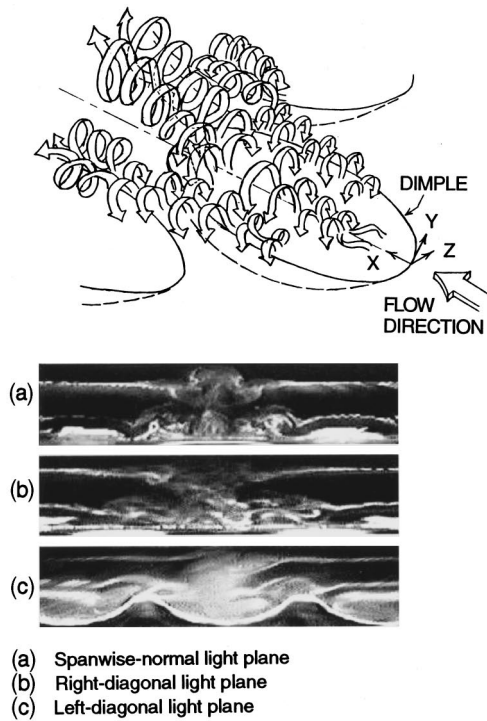 DIMPLE
Y
X
Z
FLOW
DIRECTION
(a)
(b)
(c)
(a) Spanwise-normal light plane
(b) Right-diagonal light plane
(c) Left-diagonal light plane